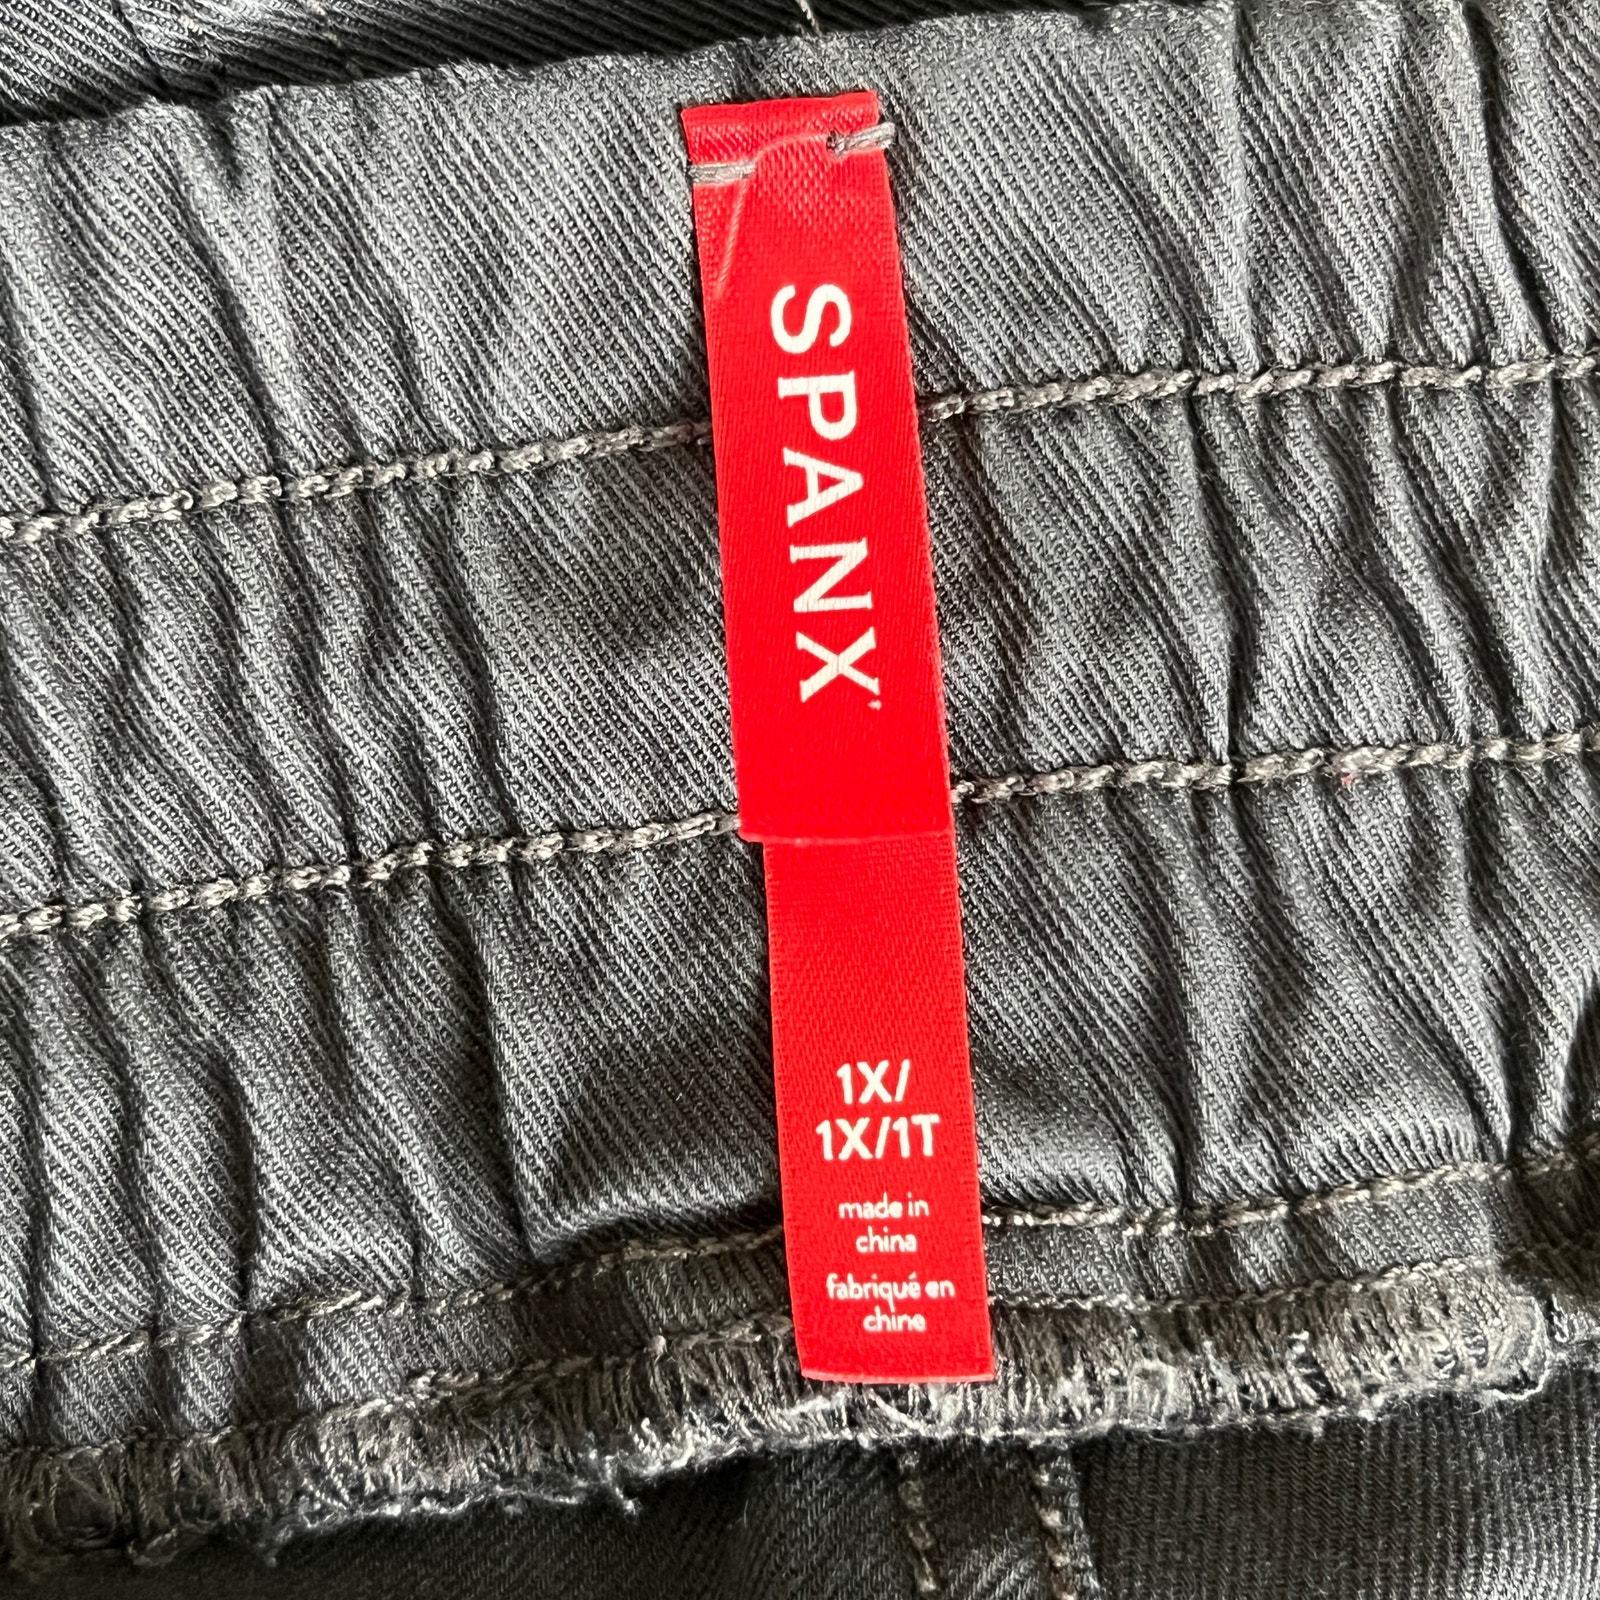 SPANX
1X/
1X/1T
made in
china
fabriqué en
chine